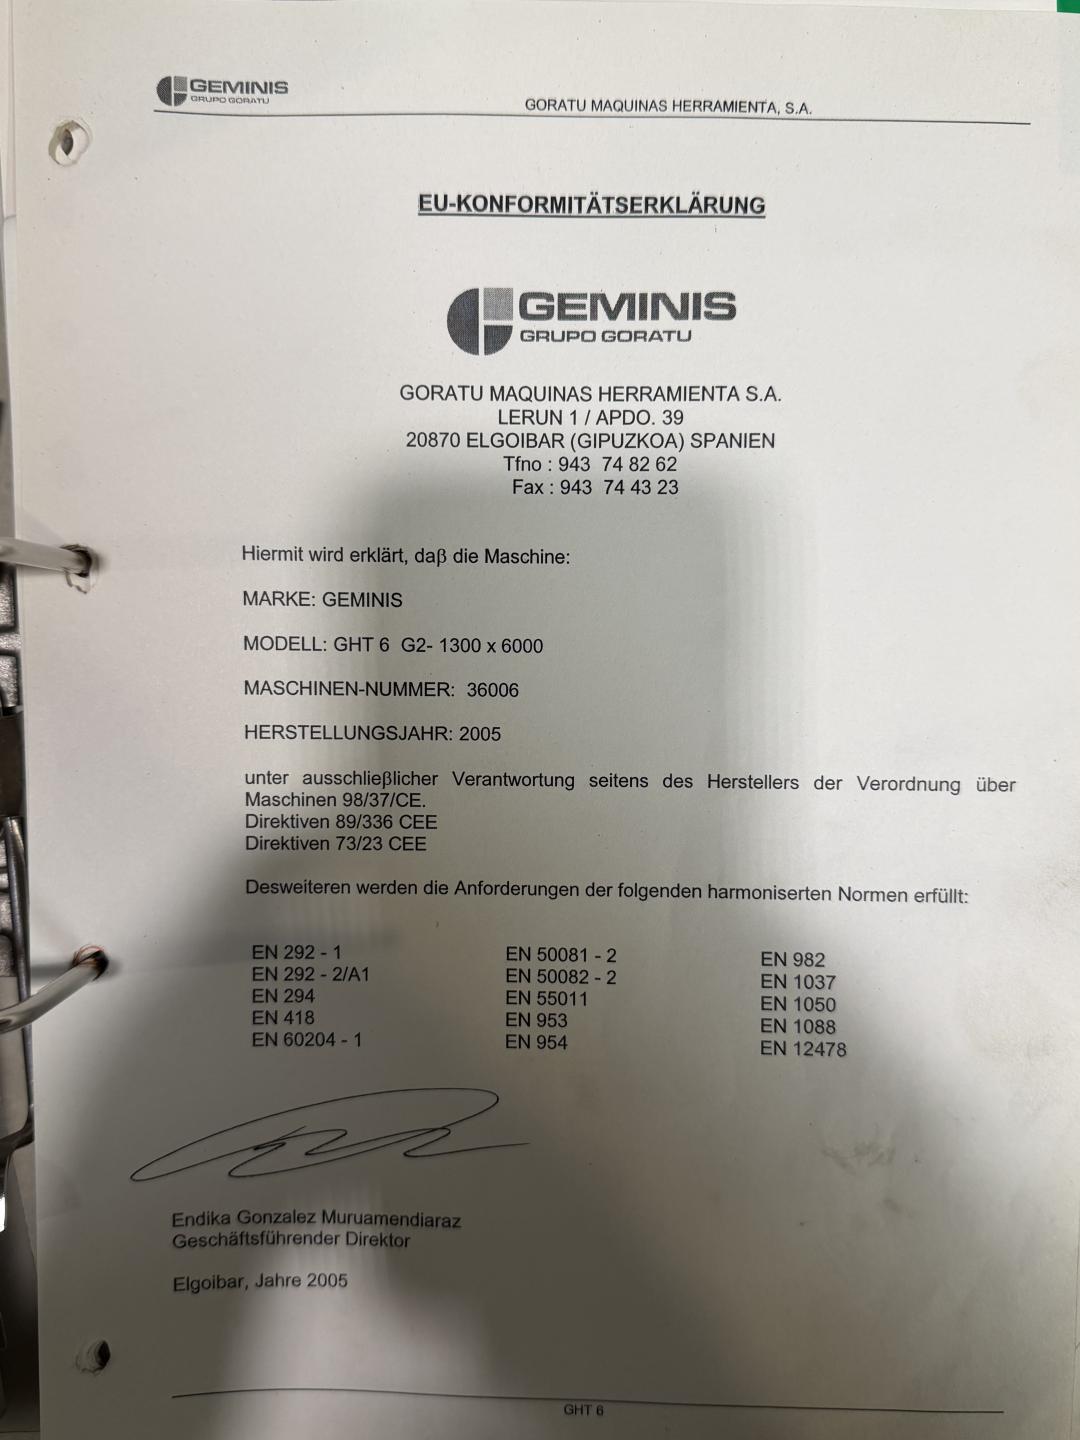 GEMINIS
GRUPO GORATU
GORATU MAQUINAS HERRAMIENTA, S.A.
EU-KONFORMITÄTSERKLÄRUNG
GEMINIS
GRUPO GORATU
GORATU MAQUINAS HERRAMIENTA S.A.
LERUN 1 / APDO. 39
20870 ELGOIBAR (GIPUZKOA) SPANIEN
Tfno : 943 74 82 62
Fax : 943 74 43 23
Hiermit wird erklärt, daβ die Maschine:
MARKE: GEMINIS
MODELL: GHT 6 G2- 1300 x 6000
MASCHINEN-NUMMER: 36006
HERSTELLUNGSJAHR: 2005
unter ausschlieβlicher Verantwortung seitens des Herstellers der Verordnung über
Maschinen 98/37/CE.
Direktiven 89/336 CEE
Direktiven 73/23 CEE
Desweiteren werden die Anforderungen der folgenden harmoniserten Normen erfüllt:
EN 292 - 1
EN 292 - 2/A1
EN 294
EN 418
EN 60204 - 1
EN 50081 - 2
EN 50082 - 2
EN 55011
EN 953
EN 954
EN 982
EN 1037
EN 1050
EN 1088
EN 12478
Endika Gonzalez Muruamendiaraz
Geschäftsführender Direktor
Elgoibar, Jahre 2005
GHT 6